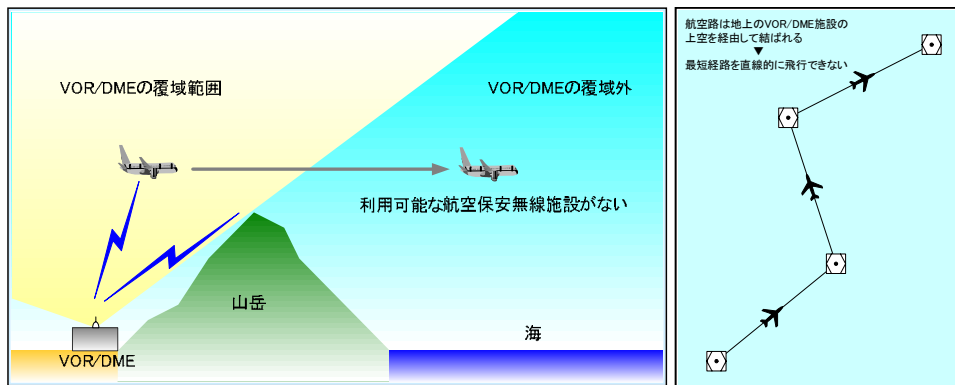 VOR/DMEの覆域範囲
VOR/DMEの覆域外
利用可能な航空保安無線施設がない
山岳
海
VOR/DME
航空路は地上のVOR/DME施設の
上空を経由して結ばれる
▼
最短経路を直線的に飛行できない